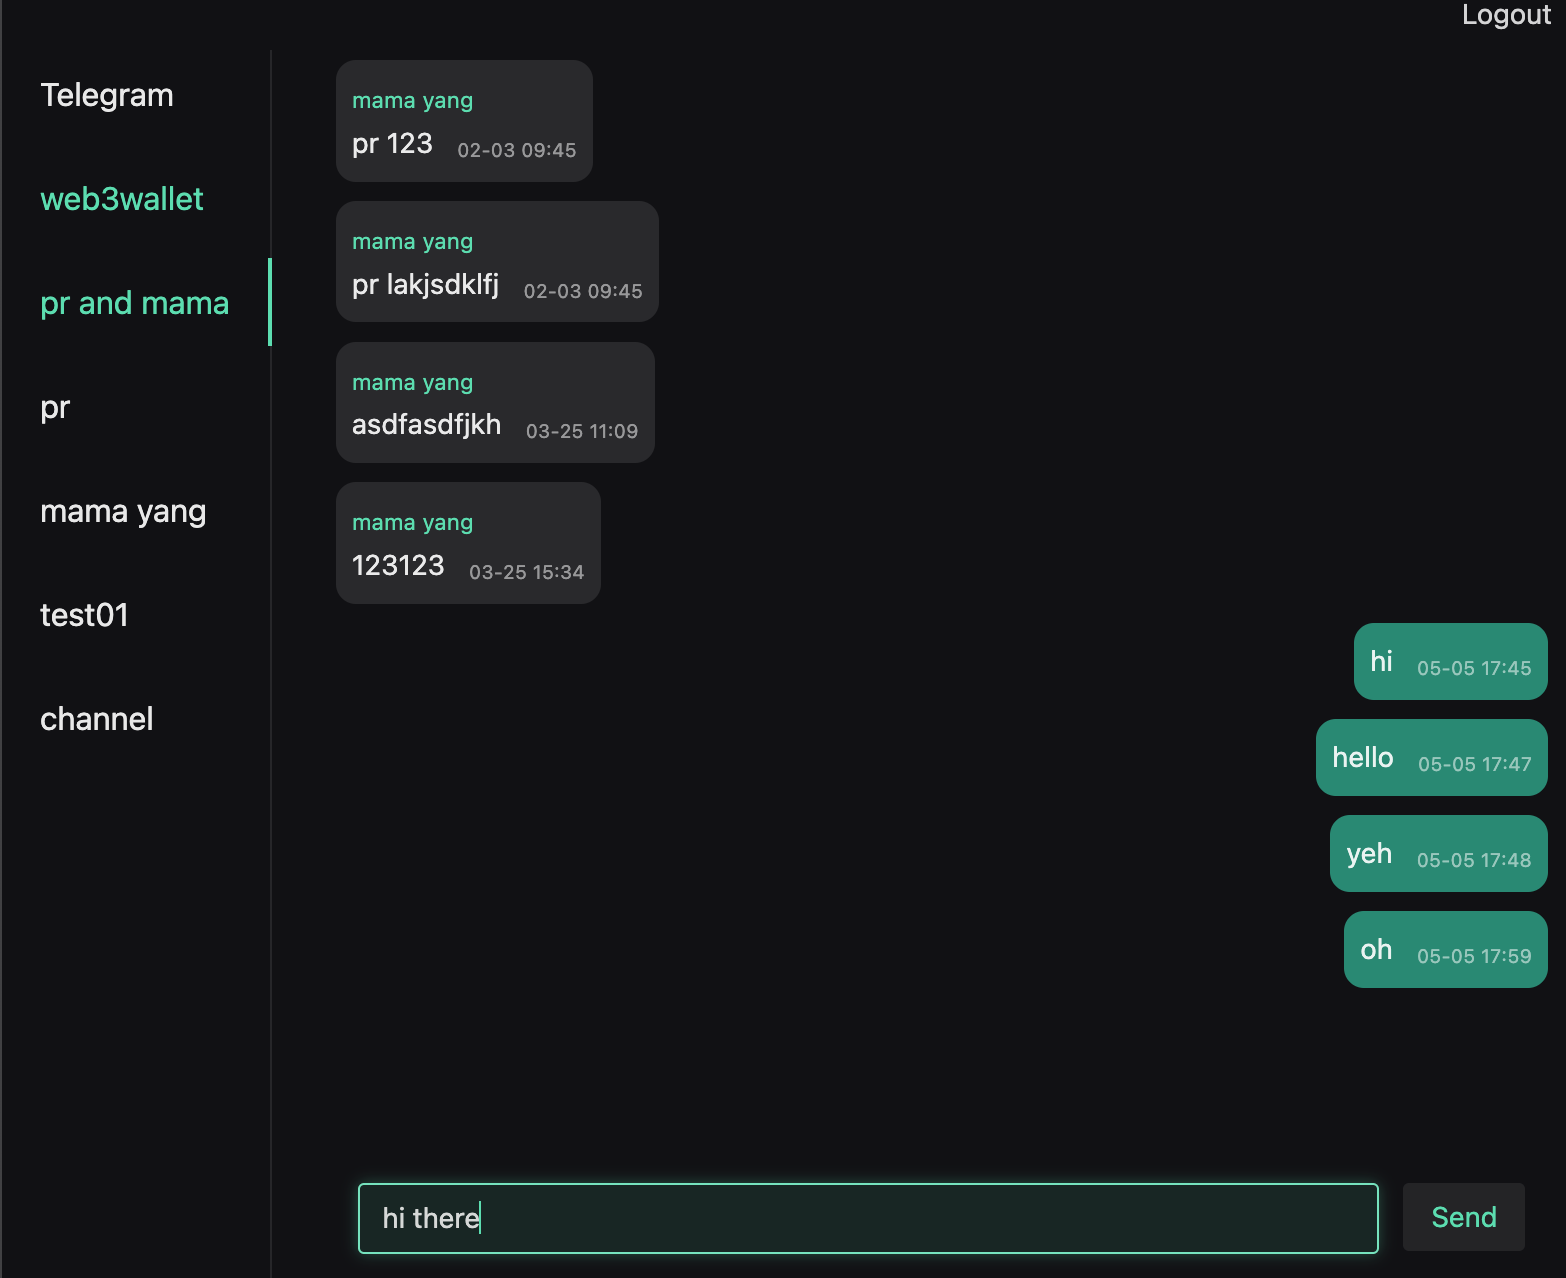 Logout
Telegram
web3wallet
pr and mama
pr
mama yang
test01
channel
mama yang
pr 123 02-03 09:45
mama yang
pr lakjsdklfj 02-03 09:45
mama yang
asdfasdfjkh 03-25 11:09
mama yang
123123 03-25 15:34
hi 05-05 17:45
hello 05-05 17:47
yeh 05-05 17:48
oh 05-05 17:59
hi there
Send